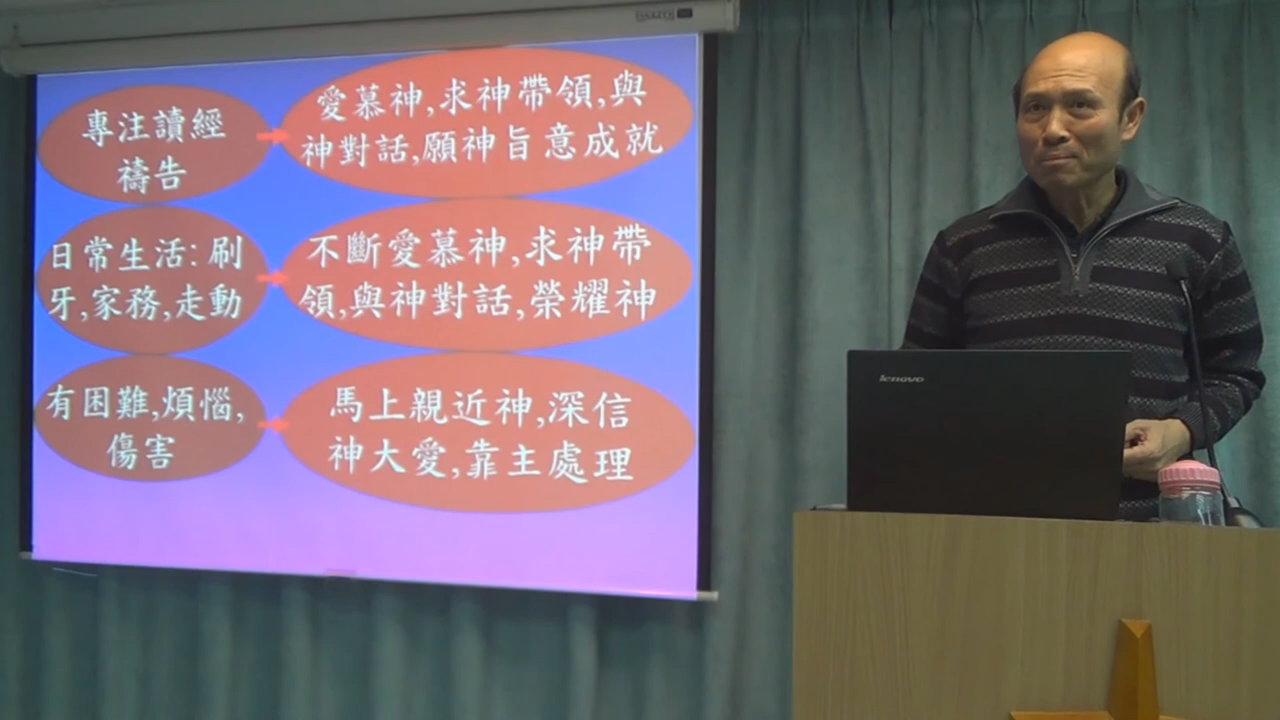 專注讀經
禱告
愛慕神,求神帶領,與
神對話,願神旨意成就
日常生活: 刷
牙,家務,走動
不斷愛慕神,求神帶
領,與神對話,榮耀神
有困難,煩惱,
傷害
馬上親近神,深信
神大愛,靠主處理
lenovo